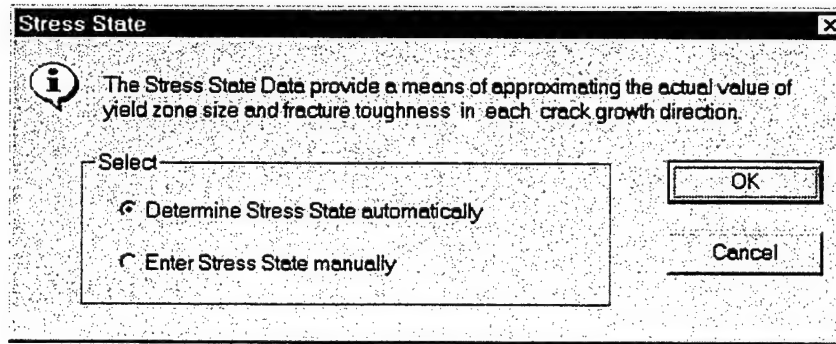 Stress State
The Stress State Data provide a means of approximating the actual value of
yield zone size and fracture toughness in each crack growth direction.
Select
Determine Stress State automatically
OK
Enter Stress State manually
Cancel